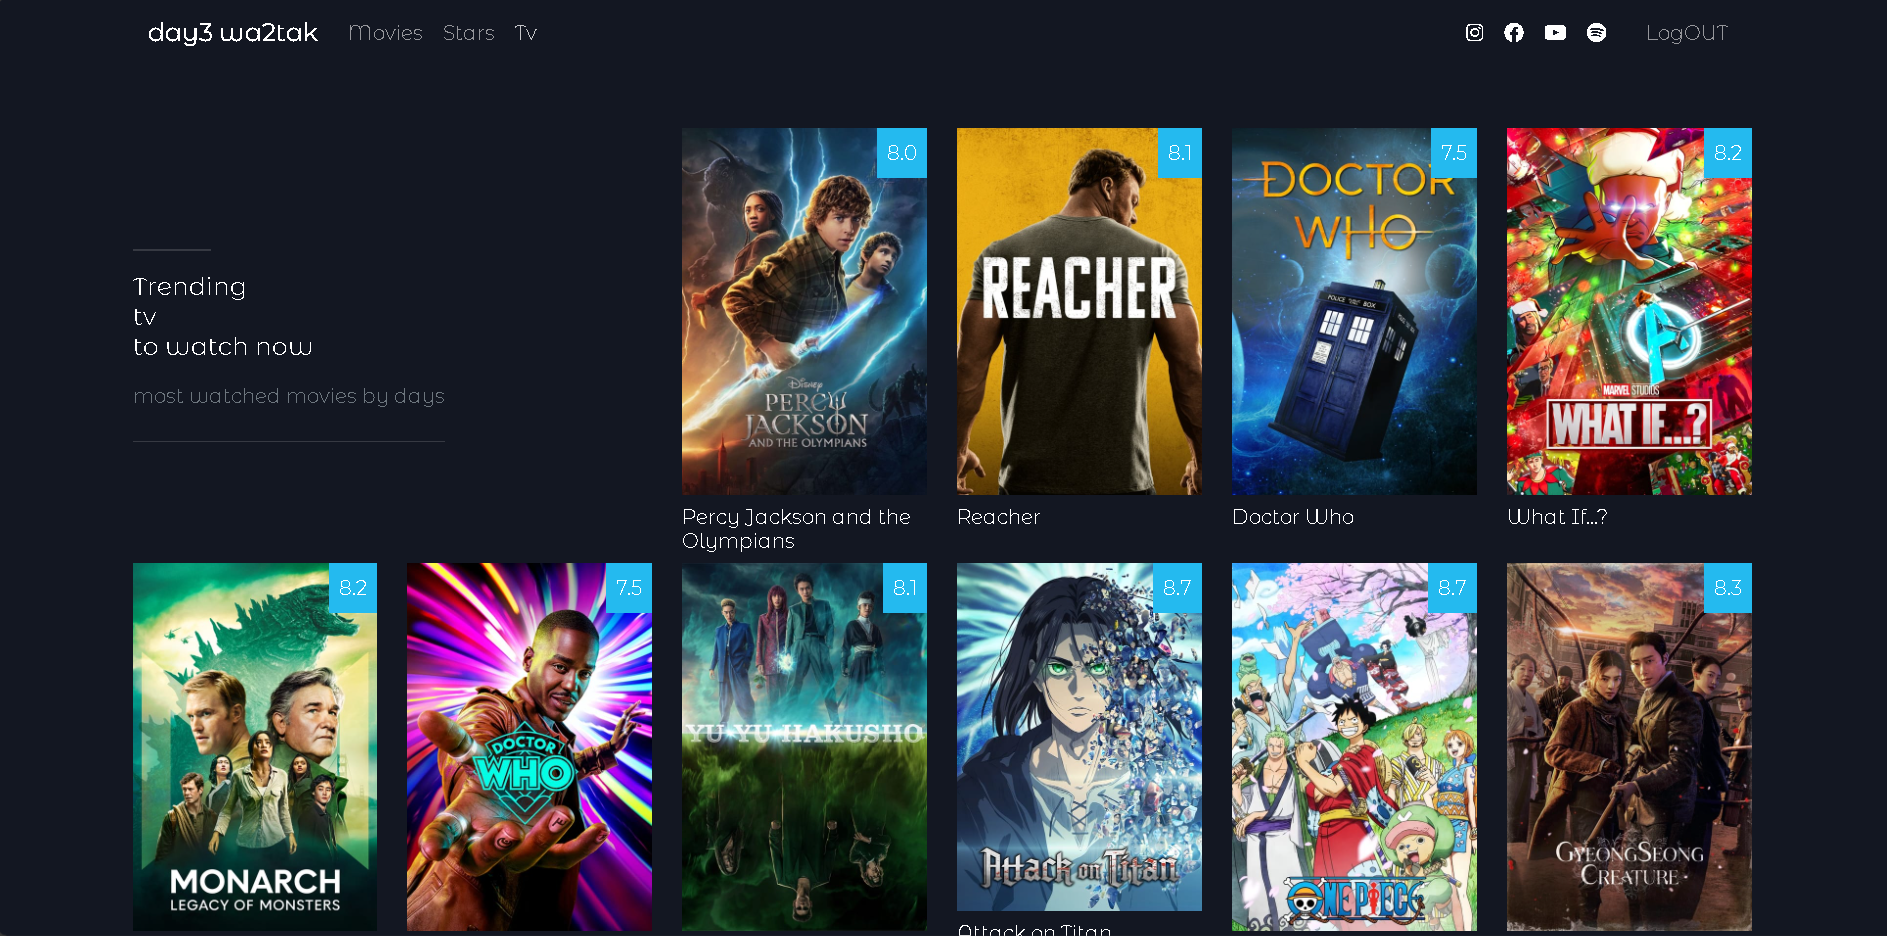 day3 wa2tak Movies Stars Tv LogOUT
Trending
tv
to watch now
most watched movies by days
8.0
Disney
PERCY
JACKSON
AND THE OLYMPIANS
Percy Jackson and the
Olympians
8.1
REACHER
Reacher
7.5
DOCTOR
WHO
POLICE BOX
Doctor Who
8.2
MARVEL STUDIOS
WHAT IF...?
What If...?
8.2
MONARCH
LEGACY OF MONSTERS
7.5
DOCTOR
WHO
8.1
YU YU HAKUSHO
8.7
Attack on Titan
Attack on Titan
8.7
ONE PIECE
8.3
GYEONGSEONG
CREATURE